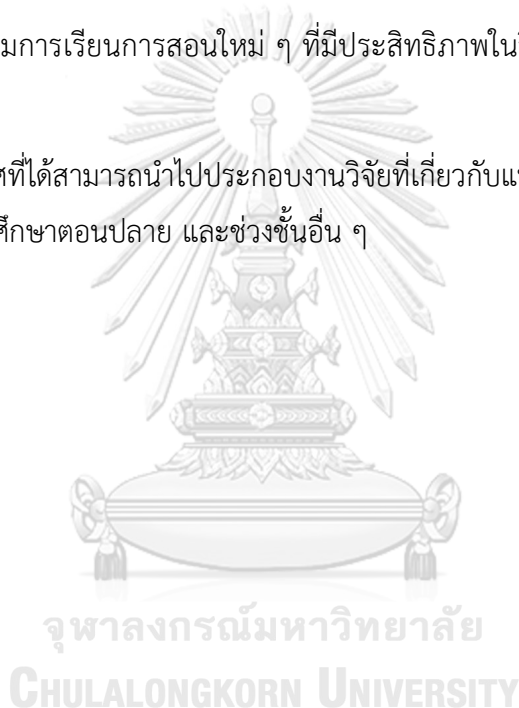 มการเรียนการสอนใหม่ ๆ ที่มีประสิทธิภาพใน
ที่ได้สามารถนำไปประกอบงานวิจัยที่เกี่ยวกับ
ศึกษาตอนปลาย และช่วงชั้นอื่น ๆ
จุฬาลงกรณ์มหาวิทยาลัย
CHULALONGKORN UNIVERSITY